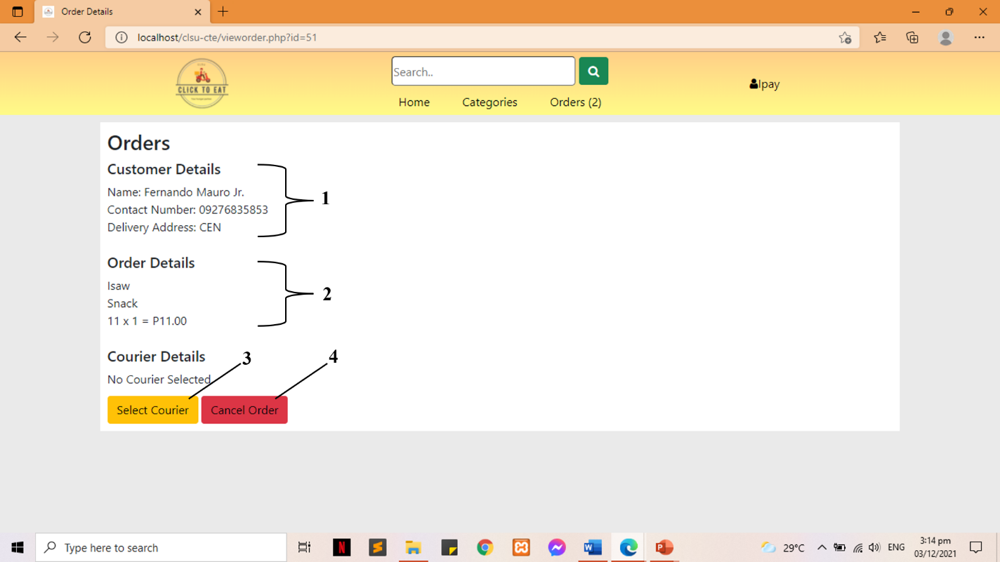 Order Details
localhost/clsu-cte/vieworder.php?id=51
CLICK TO EAT
Search..
Ipay
Home Categories Orders (2)
Orders
Customer Details
Name: Fernando Mauro Jr.
Contact Number: 09276835853
Delivery Address: CEN
1
Order Details
Isaw
Snack
11 x 1 = P11.00
2
Courier Details
3
4
No Courier Selected
Select Courier Cancel Order
Type here to search
29°C
ENG
3:14 pm
03/12/2021